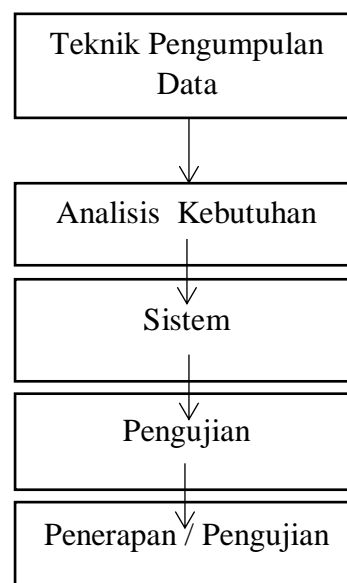 Teknik Pengumpulan
Data
Analisis  Kebutuhan
Sistem
Pengujian
Penerapan / Pengujian